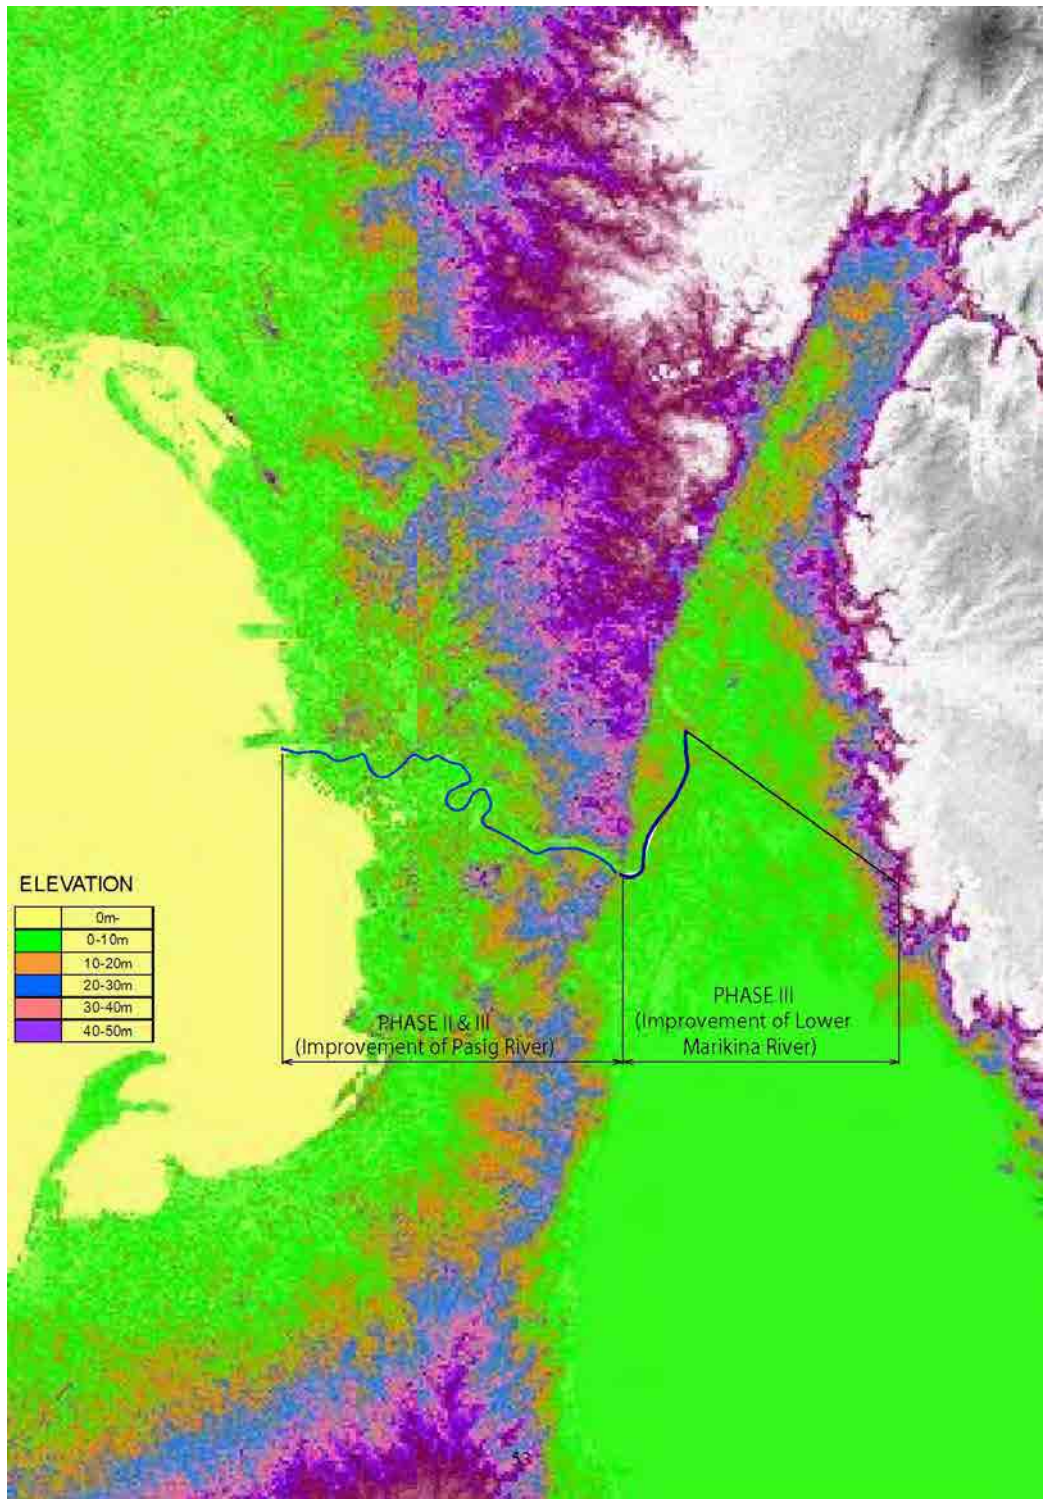 ELEVATION
0m-
0-10m
10-20m
20-30m
30-40m
40-50m
PHASE II & III
(Improvement of Pasig River)
PHASE III
(Improvement of Lower
Marikina River)
53